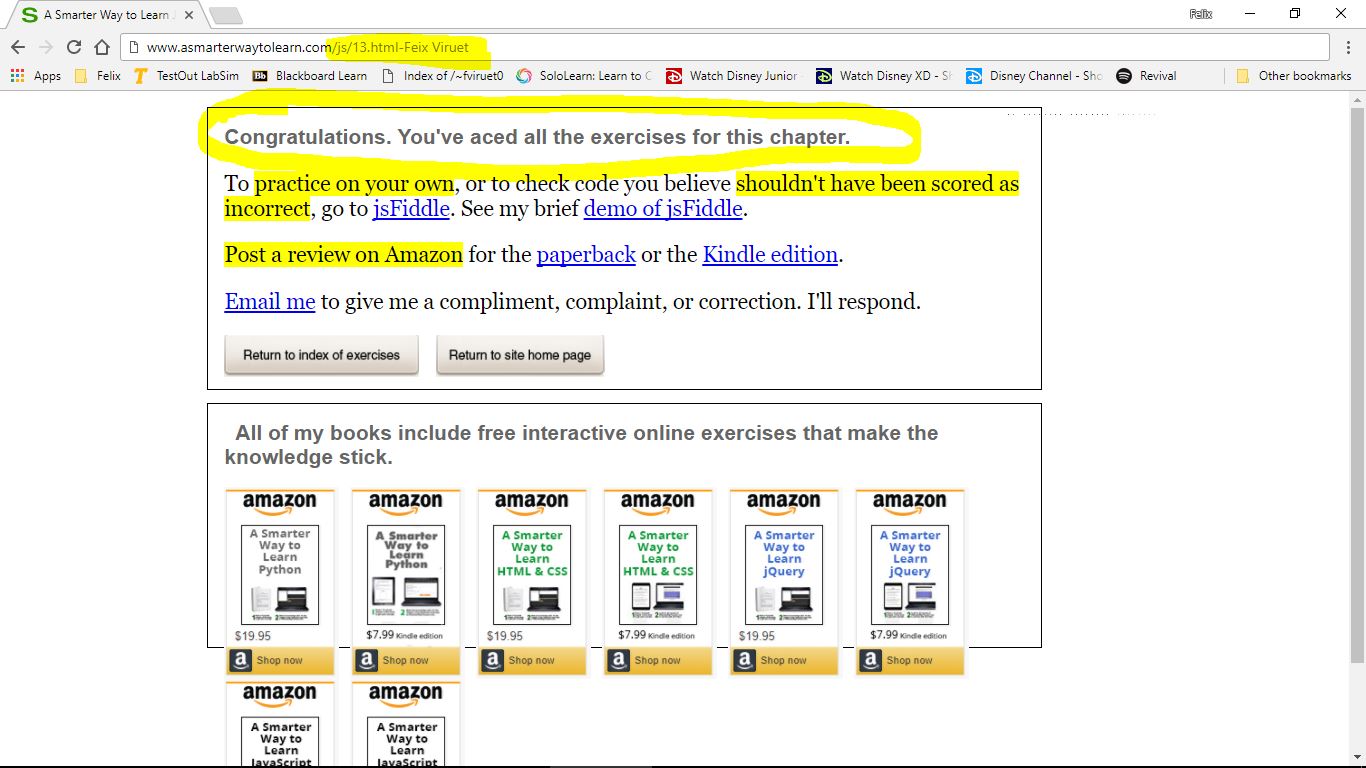 A Smarter Way to Learn
Felix
www.asmarterwaytolearn.com/js/13.html-Feix Viruet
Apps Felix TestOut LabSim Blackboard Learn Index of /~fviruet0 SoloLearn: Learn to C Watch Disney Junior Watch Disney XD - Disney Channel - Sho Revival Other bookmarks
Congratulations. You've aced all the exercises for this chapter.
To practice on your own, or to check code you believe shouldn't have been scored as
incorrect, go to jsFiddle. See my brief demo of jsFiddle.
Post a review on Amazon for the paperback or the Kindle edition.
Email me to give me a compliment, complaint, or correction. I'll respond.
Return to index of exercises Return to site home page
All of my books include free interactive online exercises that make the
knowledge stick.
amazon amazon amazon amazon amazon amazon
A Smarter A Smarter A Smarter A Smarter A Smarter A Smarter
Way to Way to Way to Way to Way to Way to
Learn Learn Learn Learn Learn Learn
Python Python HTML & CSS HTML & CSS jQuery jQuery
$19.95 $7.99 Kindle edition $19.95 $7.99 Kindle edition $19.95 $7.99 Kindle edition
Shop now Shop now Shop now Shop now Shop now Shop now
amazon amazon
A Smarter A Smarter
Way to Way to
Learn Learn
JavaScript JavaScript